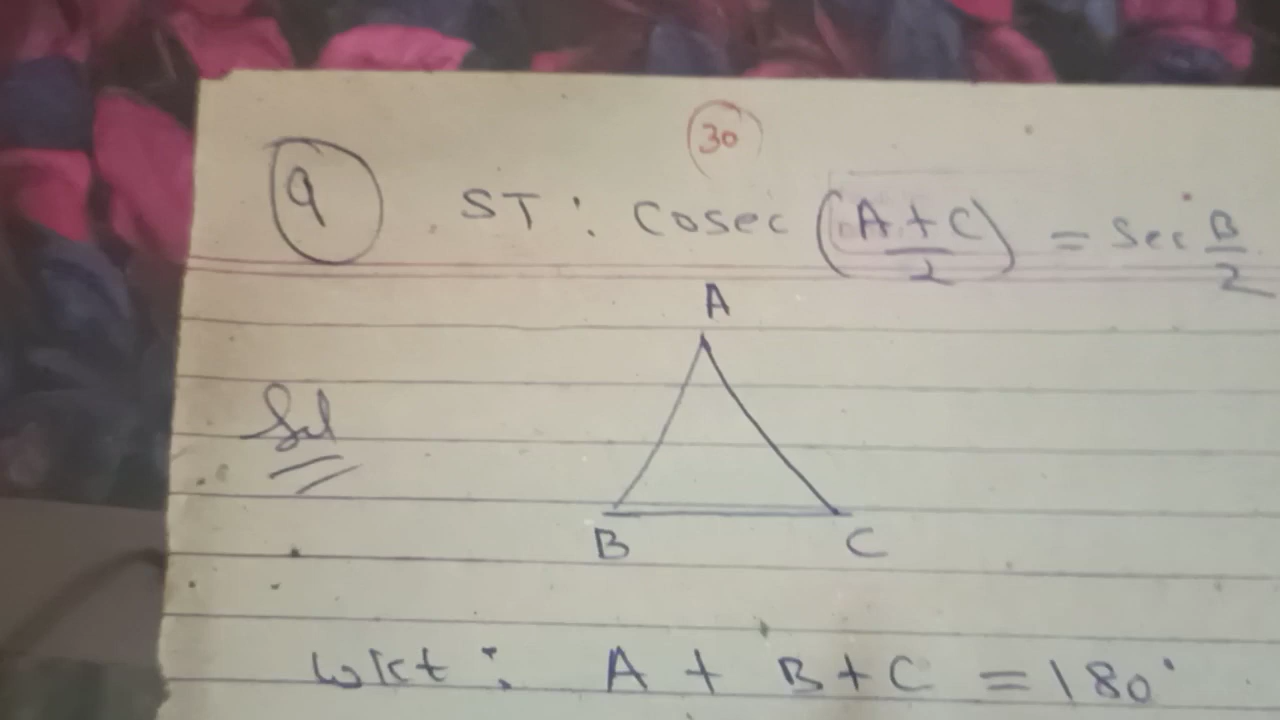 30
9 ST: Cosec (A+C/2) = Sec B/2
A
Sol
B C
WKt: A + B+C = 180°